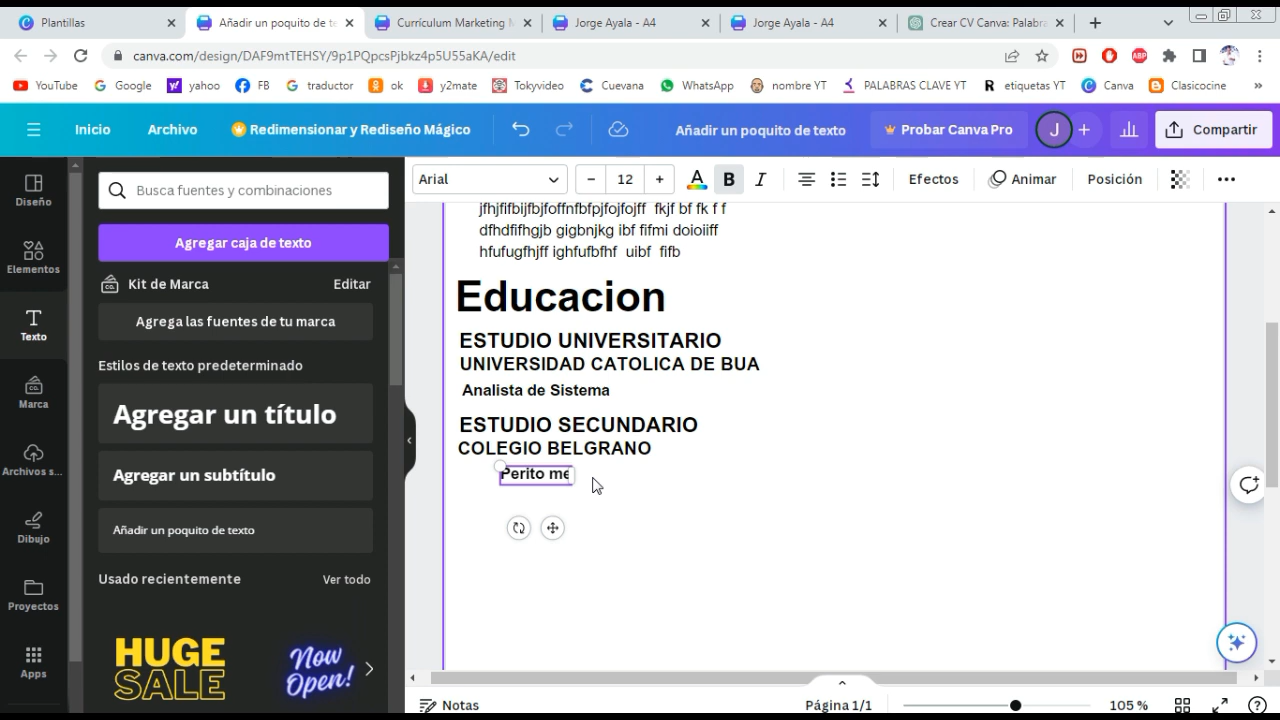 Plantillas
Añadir un poquito de te
Currículum Marketing M
Jorge Ayala - A4
Jorge Ayala - A4
Crear CV Canva: Palabra
canva.com/design/DAF9mtTEHSY/9p1PQpcsPjbkz4p5U55aKA/edit
YouTube
Google
yahoo
FB
traductor
ok
y2mate
Tokyvideo
Cuevana
WhatsApp
nombre YT
PALABRAS CLAVE YT
etiquetas YT
Canva
Clasicocine
Inicio
Archivo
Redimensionar y Rediseño Mágico
Añadir un poquito de texto
Probar Canva Pro
J
Compartir
Arial
12
A
B
I
Efectos
Animar
Posición
Diseño
Elementos
Texto
Marca
Archivos s...
Dibujo
Proyectos
Apps
Busca fuentes y combinaciones
Agregar caja de texto
Kit de Marca
Editar
Agrega las fuentes de tu marca
Estilos de texto predeterminado
Agregar un título
Agregar un subtítulo
Añadir un poquito de texto
Usado recientemente
Ver todo
HUGE
SALE
Now
Open!
jfhjfifbijfbjfoffnfbfpjfojfojff fkjf bf fk f f
dfhdfifhgjb gigbnjkg ibf fifmi doioiiff
hfufugfhjff ighfufbfhf uibf fifb
Educacion
ESTUDIO UNIVERSITARIO
UNIVERSIDAD CATOLICA DE BUA
Analista de Sistema
ESTUDIO SECUNDARIO
COLEGIO BELGRANO
Perito me
Notas
Página 1/1
105 %